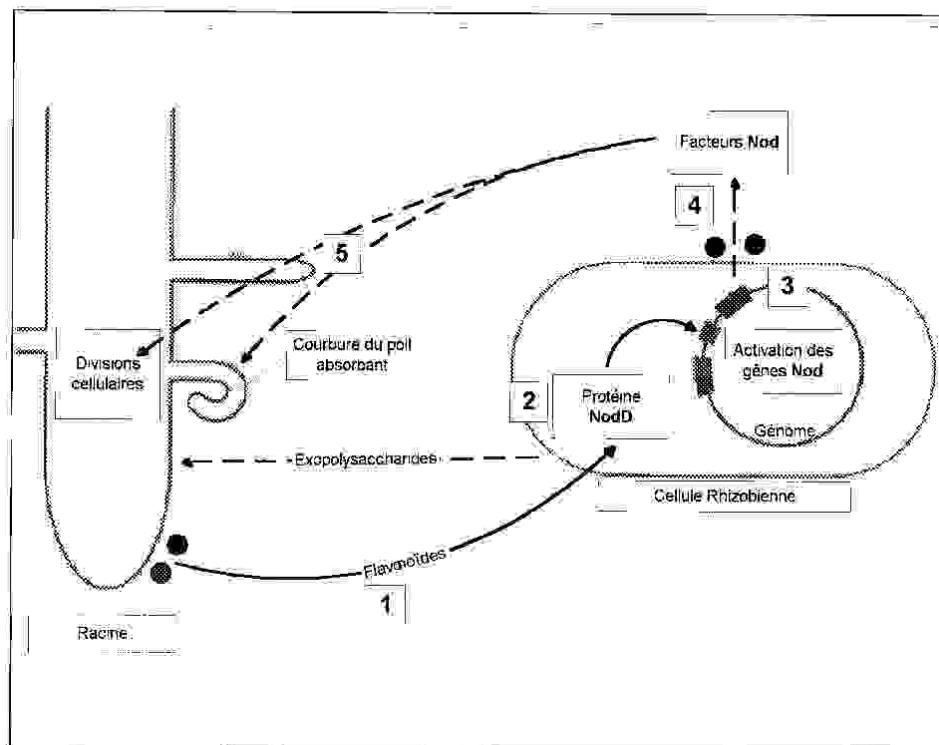 Facteurs Nod
4
5
3
Divisions
cellulaires
Courbure du poil
absorbant
Activation des
gènes Nod
2
Protéine
NodD
Génome
Exopolysaccharides
Cellule Rhizobienne
Flavonoïdes
1
Racine